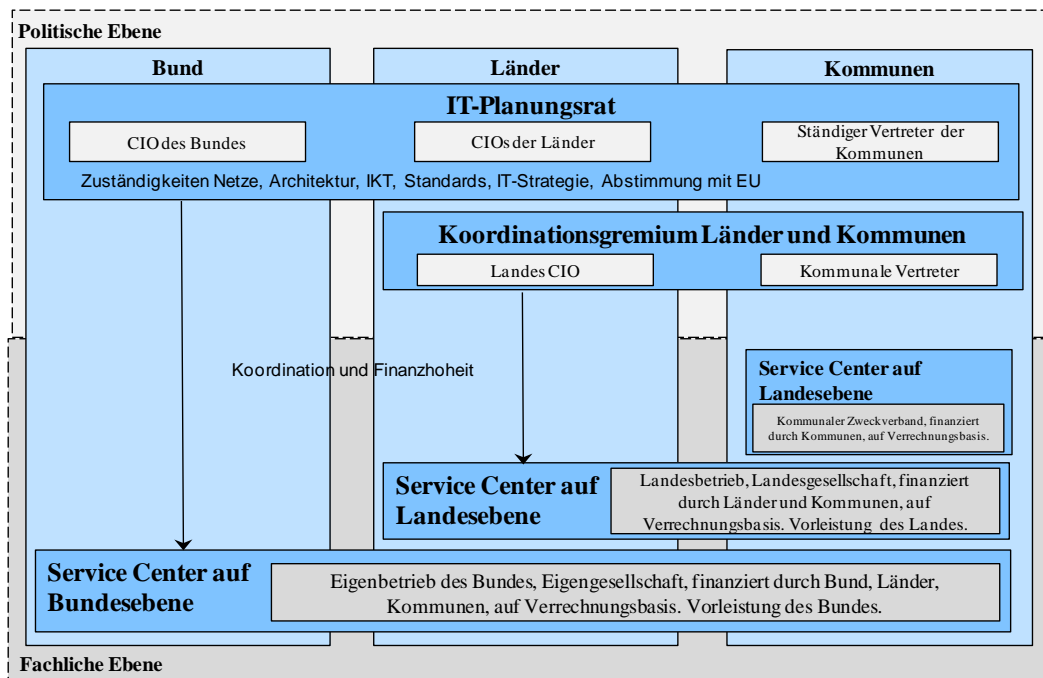 Politische Ebene
Bund
Länder
Kommunen
IT-Planungsrat
CIO des Bundes
CIOs der Länder
Ständiger Vertreter der
Kommunen
Zuständigkeiten Netze, Architektur, IKT, Standards, IT-Strategie, Abstimmung mit EU
Koordinationsgremium Länder und Kommunen
Landes CIO
Kommunale Vertreter
Koordination und Finanzhoheit
Service Center auf
Landesebene
Kommunaler Zweckverband, finanziert
durch Kommunen, auf Verrechnungsbasis.
Service Center auf
Landesebene
Landesbetrieb, Landesgesellschaft, finanziert
durch Länder und Kommunen, auf
Verrechnungsbasis. Vorleistung des Landes.
Service Center auf
Bundesebene
Eigenbetrieb des Bundes, Eigengesellschaft, finanziert durch Bund, Länder,
Kommunen, auf Verrechnungsbasis. Vorleistung des Bundes.
Fachliche Ebene